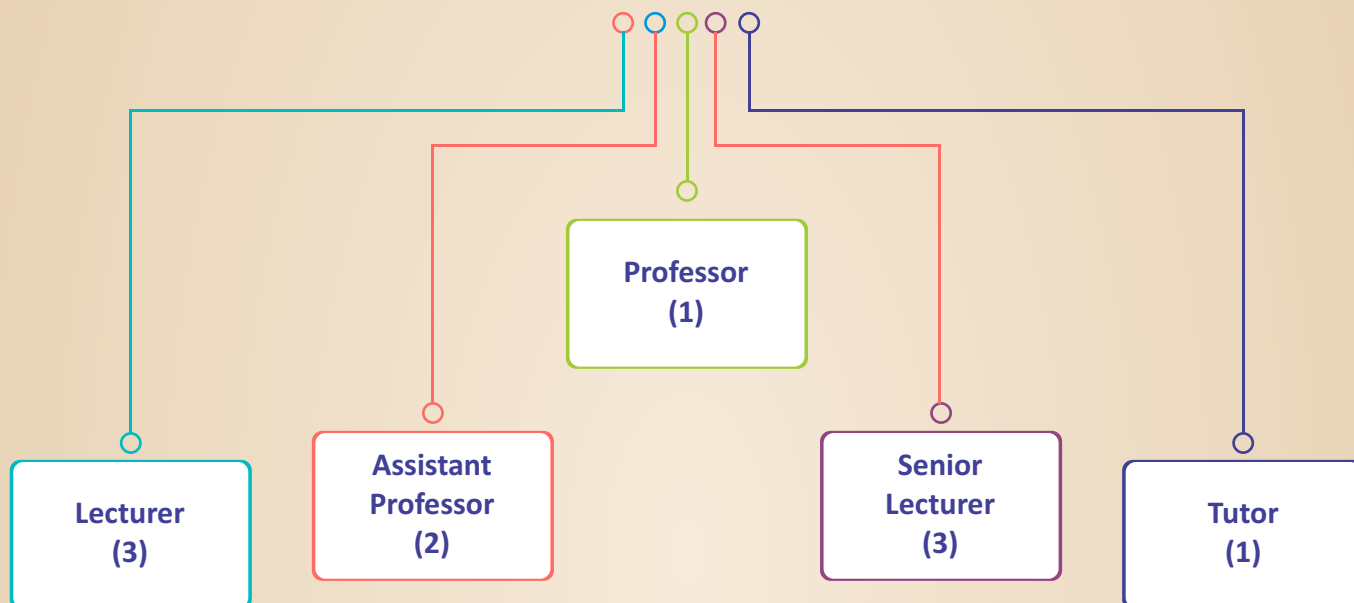 Professor
(1)
Assistant
Professor
(2)
Senior
Lecturer
(3)
Lecturer
(3)
Tutor
(1)